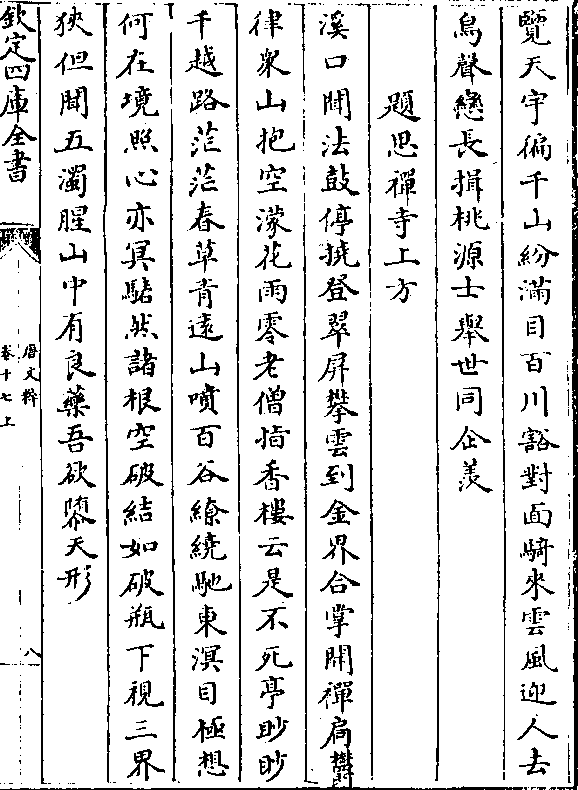 覽天宇徧千山紛滿目百川豁對面騎來雲風迎人去
鳥聲戀長揖桃源士舉世同企羨
題思禪寺上方
溪口聞法鼓停撓登翠屏攀雲到金界合掌開禪扃欝
律衆山抱空濛花雨零老僧指香樓云是不死亭眇眇
千越路茫茫春草青遠山噴百谷繚繞馳東溟目極想
何在境照心亦冥騞然諸根空破結如破瓶下視三界
狹但聞五濁腥山中有良藥吾欲隳天形
欽定四庫全書
唐文粹
卷十七上
八